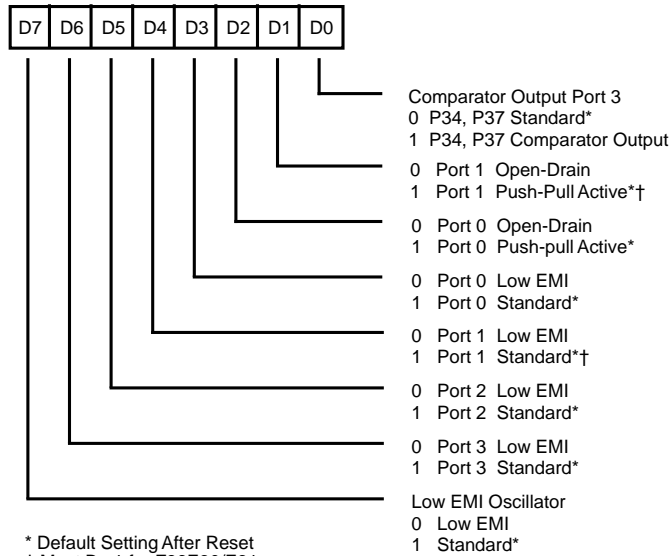 D7 D6 D5 D4 D3 D2 D1 D0
Comparator Output Port 3
0 P34, P37 Standard*
1 P34, P37 Comparator Output
0 Port 1 Open-Drain
1 Port 1 Push-Pull Active*†
0 Port 0 Open-Drain
1 Port 0 Push-pull Active*
0 Port 0 Low EMI
1 Port 0 Standard*
0 Port 1 Low EMI
1 Port 1 Standard*†
0 Port 2 Low EMI
1 Port 2 Standard*
0 Port 3 Low EMI
1 Port 3 Standard*
Low EMI Oscillator
0 Low EMI
1 Standard*
* Default Setting After Reset